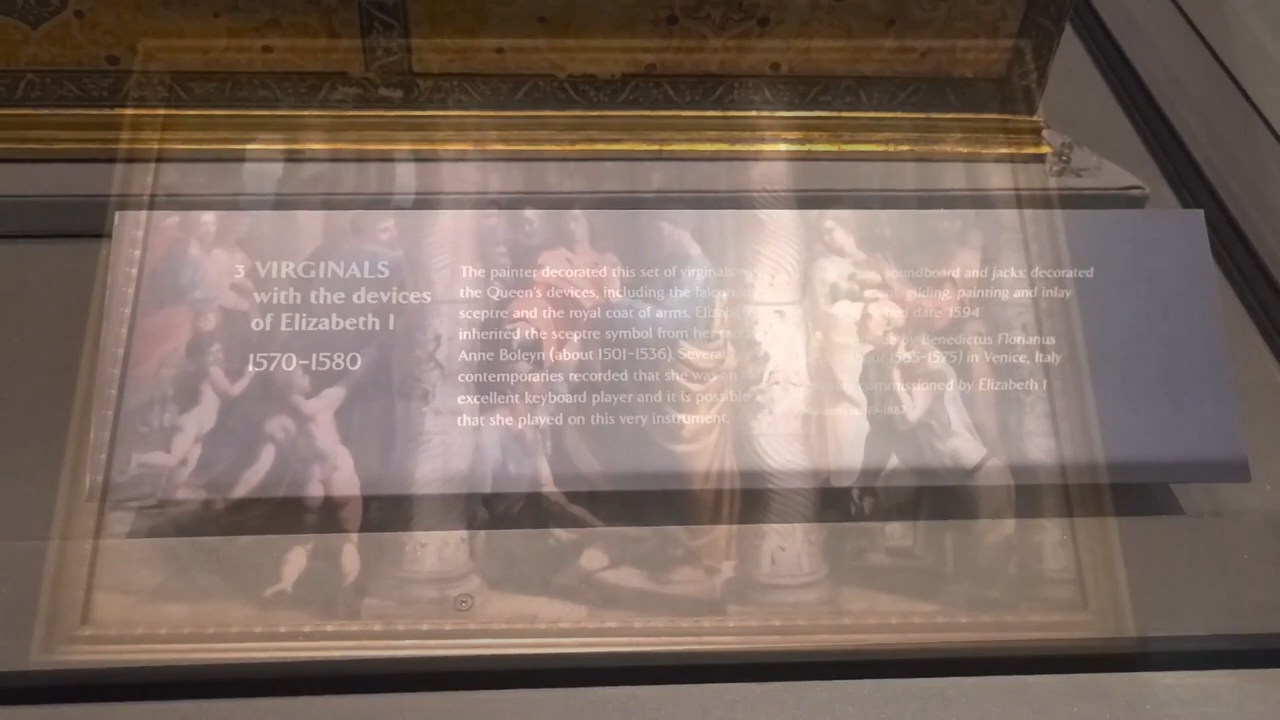 3 VIRGINALS
with the devices
of Elizabeth I
1570–1580
The painter decorated this set of virginals
the Queen's devices, including the falcon,
sceptre and the royal coat of arms.
inherited the sceptre symbol from her
Anne Boleyn (about 1501–1536). Several
contemporaries recorded that she was an
excellent keyboard player and it is possible
that she played on this very instrument.
soundboard and jacks; decorated
gilding, painting and inlay
date '1594'
by Benedictus Florianus
in Venice, Italy
commissioned by Elizabeth I